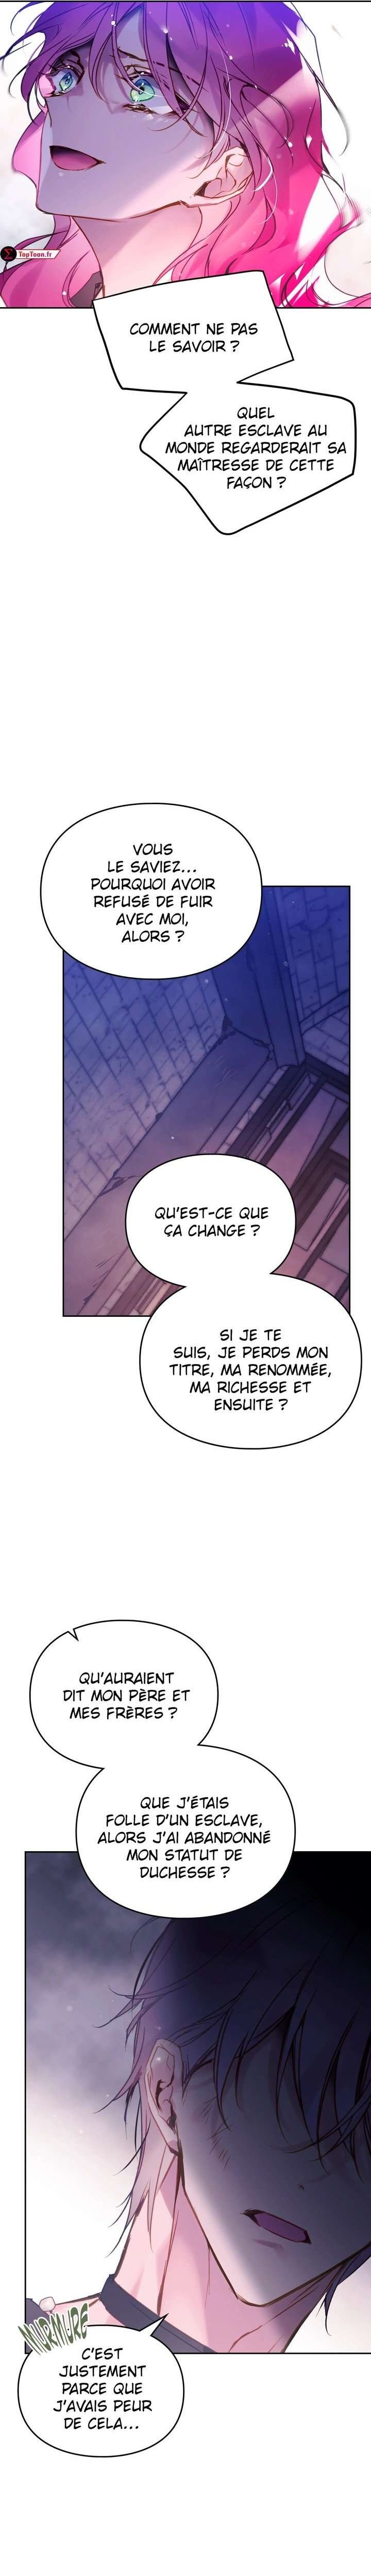 TopToon.fr
COMMENT NE PAS
LE SAVOIR ?
QUEL
AUTRE ESCLAVE AU
MONDE REGARDERAIT SA
MAÎTRESSE DE CETTE
FAÇON ?
VOUS
LE SAVIEZ...
POURQUOI AVOIR
REFUSÉ DE FUIR
AVEC MOI,
ALORS ?
QU'EST-CE QUE
ÇA CHANGE ?
SI JE TE
SUIS, JE PERDS MON
TITRE, MA RENOMMÉE,
MA RICHESSE ET
ENSUITE ?
QU'AURAIENT
DIT MON PÈRE ET
MES FRÈRES ?
QUE J'ÉTAIS
FOLLE D'UN ESCLAVE,
ALORS J'AI ABANDONNÉ
MON STATUT DE
DUCHESSE ?
MURMURE
C'EST
JUSTEMENT
PARCE QUE
J'AVAIS PEUR
DE CELA...